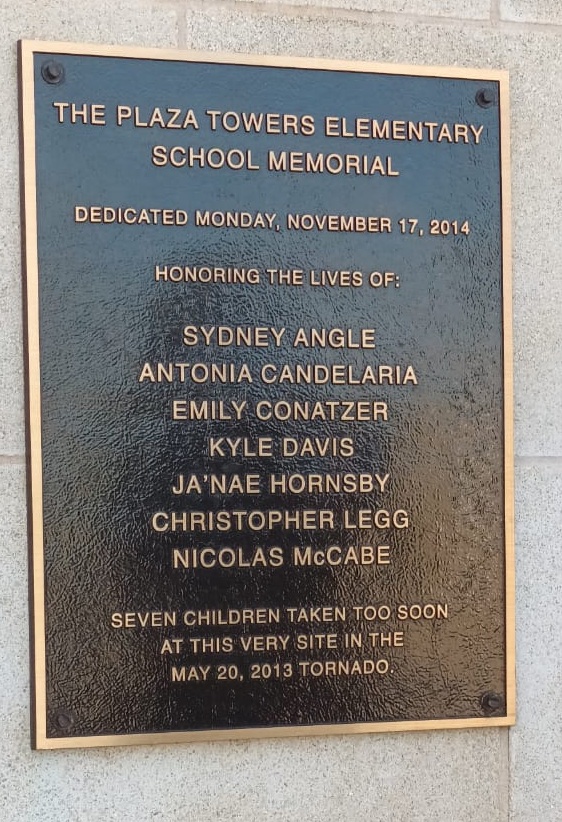 THE PLAZA TOWERS ELEMENTARY
SCHOOL MEMORIAL
DEDICATED MONDAY, NOVEMBER 17, 2014
HONORING THE LIVES OF:
SYDNEY ANGLE
ANTONIA CANDELARIA
EMILY CONATZER
KYLE DAVIS
JA'NAE HORNSBY
CHRISTOPHER LEGG
NICOLAS McCABE
SEVEN CHILDREN TAKEN TOO SOON
AT THIS VERY SITE IN THE
MAY 20, 2013 TORNADO.